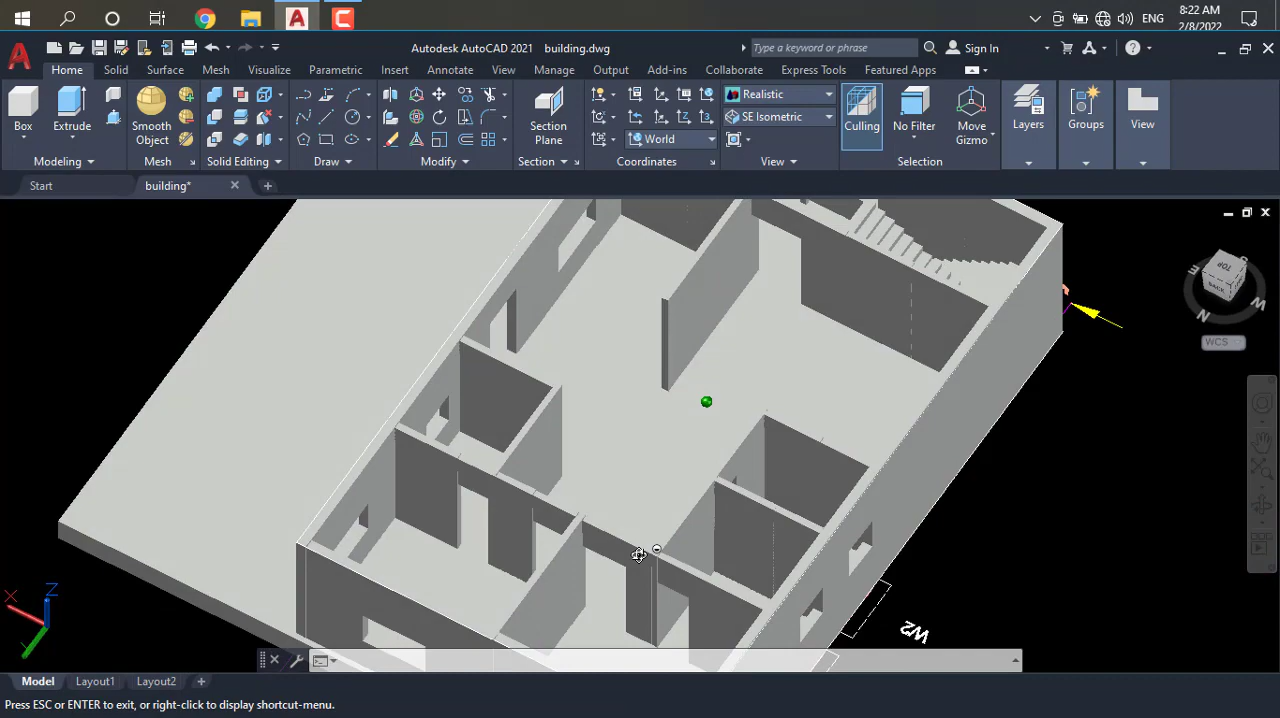 8:22 AM
ENG
2/8/2022
Autodesk AutoCAD 2021 building.dwg
Type a keyword or phrase
Sign In
Home Solid Surface Mesh Visualize Parametric Insert Annotate View Manage Output Add-ins Collaborate Express Tools Featured Apps
Box
Extrude
Smooth Object
Section Plane
World
Realistic
SE Isometric
Culling
No Filter
Move Gizmo
Layers
Groups
View
Modeling Mesh Solid Editing Draw Modify Section Coordinates View Selection
Start building*
TOP
BACK
E
W
N
WCS
W2
X
Z
Y
Model Layout1 Layout2
Press ESC or ENTER to exit, or right-click to display shortcut-menu.